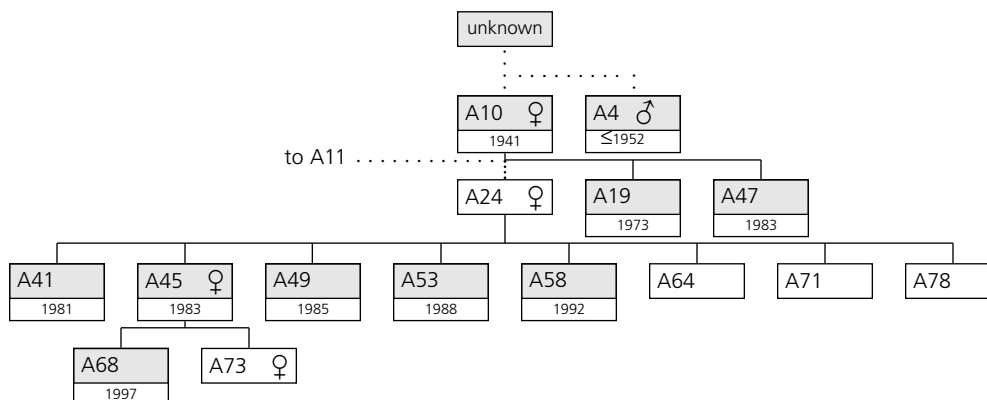 unknown
A10 ♀
1941
A4 ♂
≤1952
to A11
A24 ♀
A19
1973
A47
1983
A41
1981
A45 ♀
1983
A49
1985
A53
1988
A58
1992
A64
A71
A78
A68
1997
A73 ♀